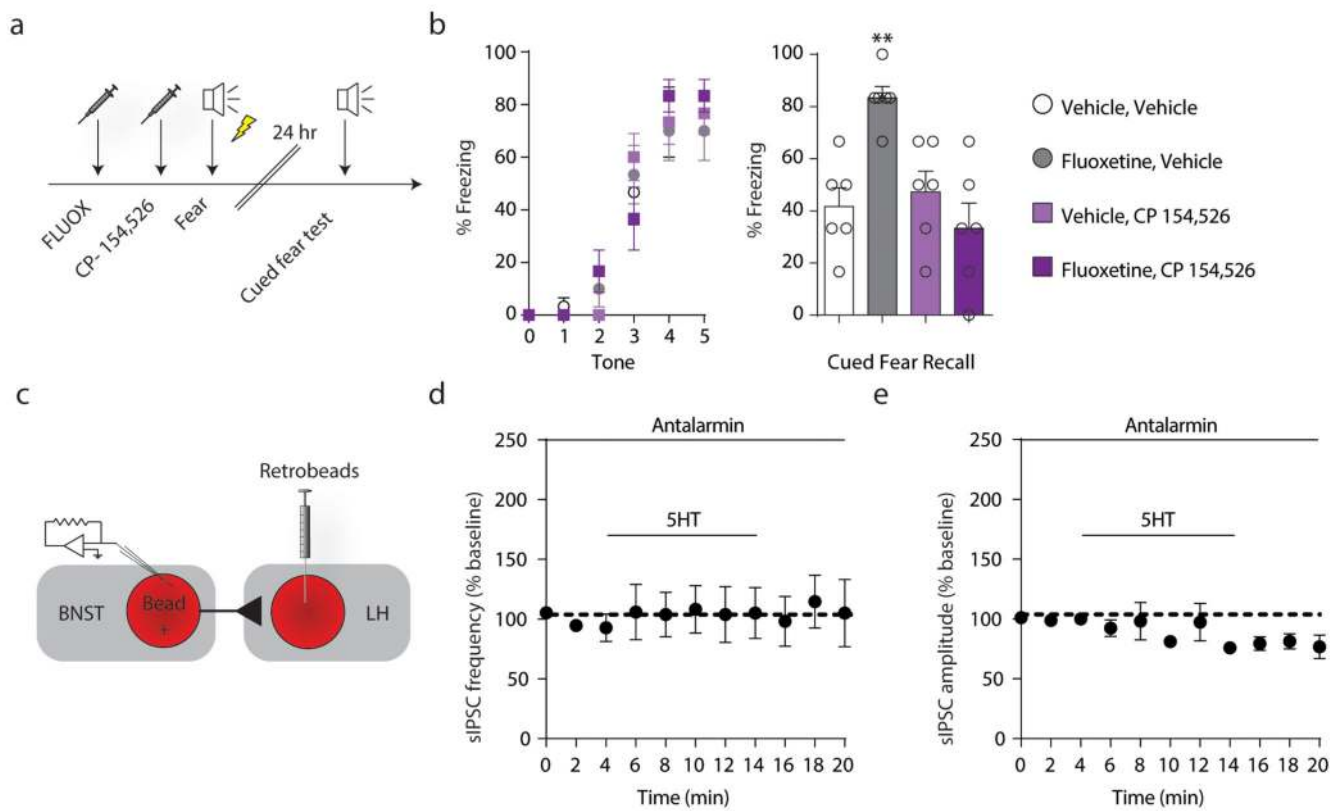 a
FLUOX
CP- 154,526
Fear
24 hr
Cued fear test
b
% Freezing
100
80
60
40
20
0
0 1 2 3 4 5
Tone
**
% Freezing
100
80
60
40
20
0
Cued Fear Recall
Vehicle, Vehicle
Fluoxetine, Vehicle
Vehicle, CP 154,526
Fluoxetine, CP 154,526
c
Retrobeads
BNST
Bead
+
LH
d
Antalarmin
5HT
sIPSC frequency (% baseline)
250
200
150
100
50
0
0 2 4 6 8 10 12 14 16 18 20
Time (min)
e
Antalarmin
5HT
sIPSC amplitude (% baseline)
250
200
150
100
50
0
0 2 4 6 8 10 12 14 16 18 20
Time (min)